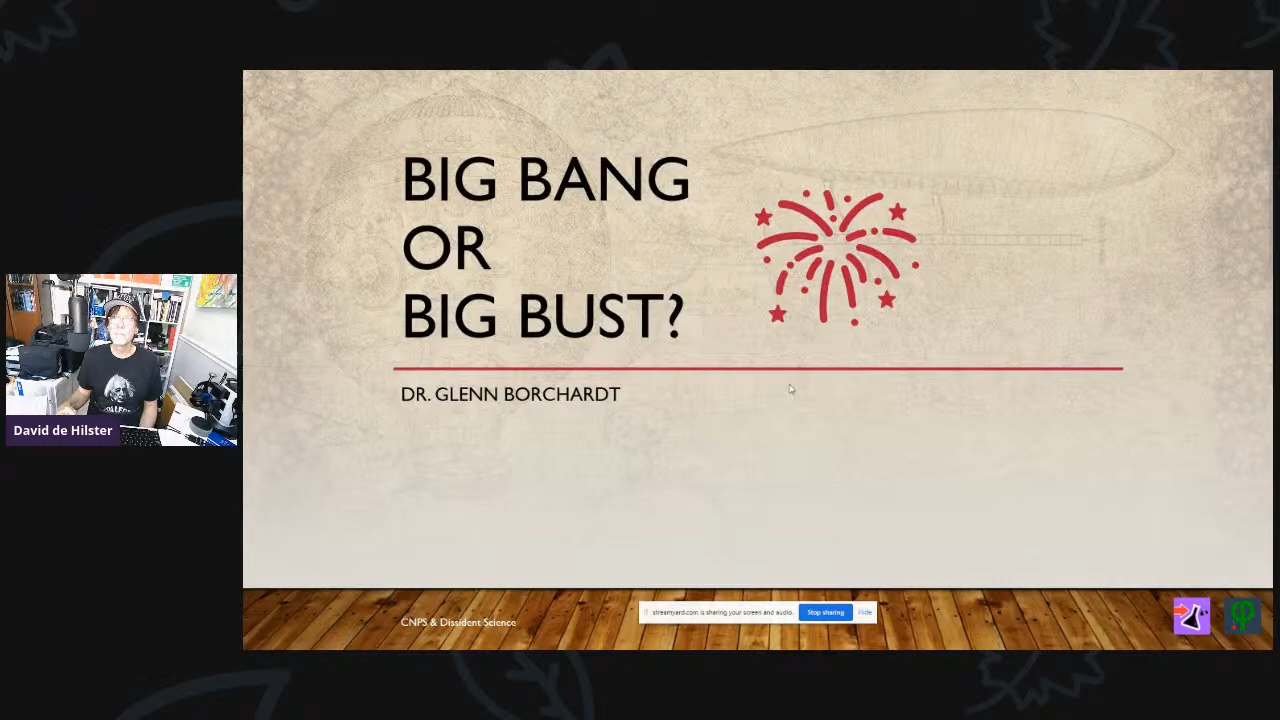 BIG BANG
OR
BIG BUST?
DR. GLENN BORCHARDT
David de Hilster
CNPS & Dissident Science
streamyard.com is sharing your screen and audio.
Stop sharing
Hide
φ